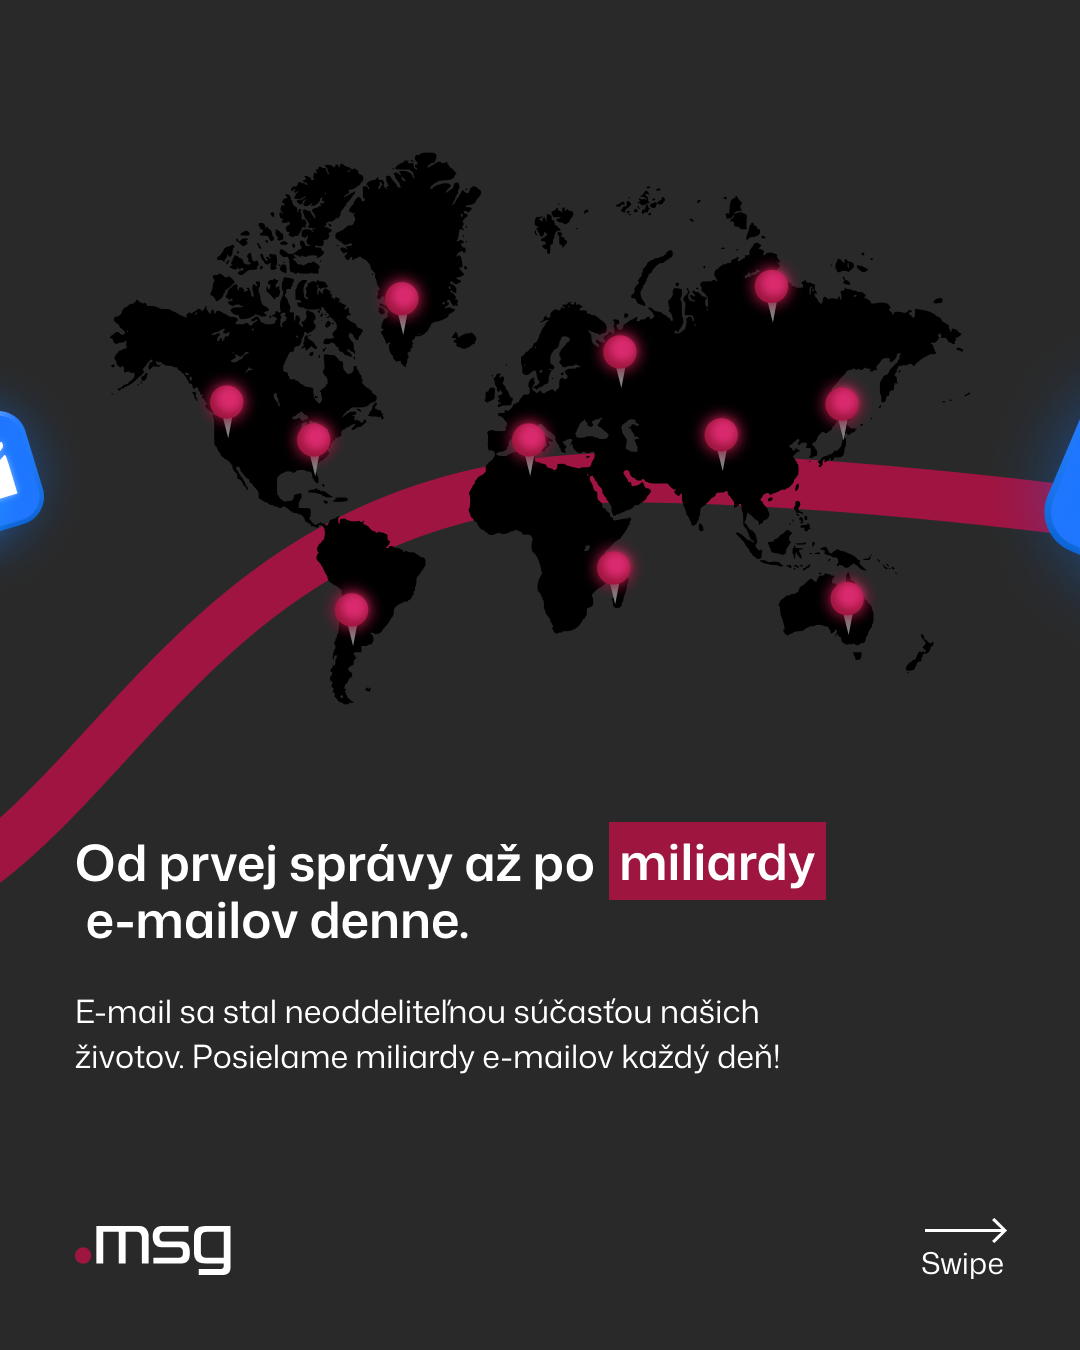 Od prvej správy až po miliardy
e-mailov denne.
E-mail sa stal neoddeliteľnou súčasťou našich
životov. Posielame miliardy e-mailov každý deň!
.msg
Swipe